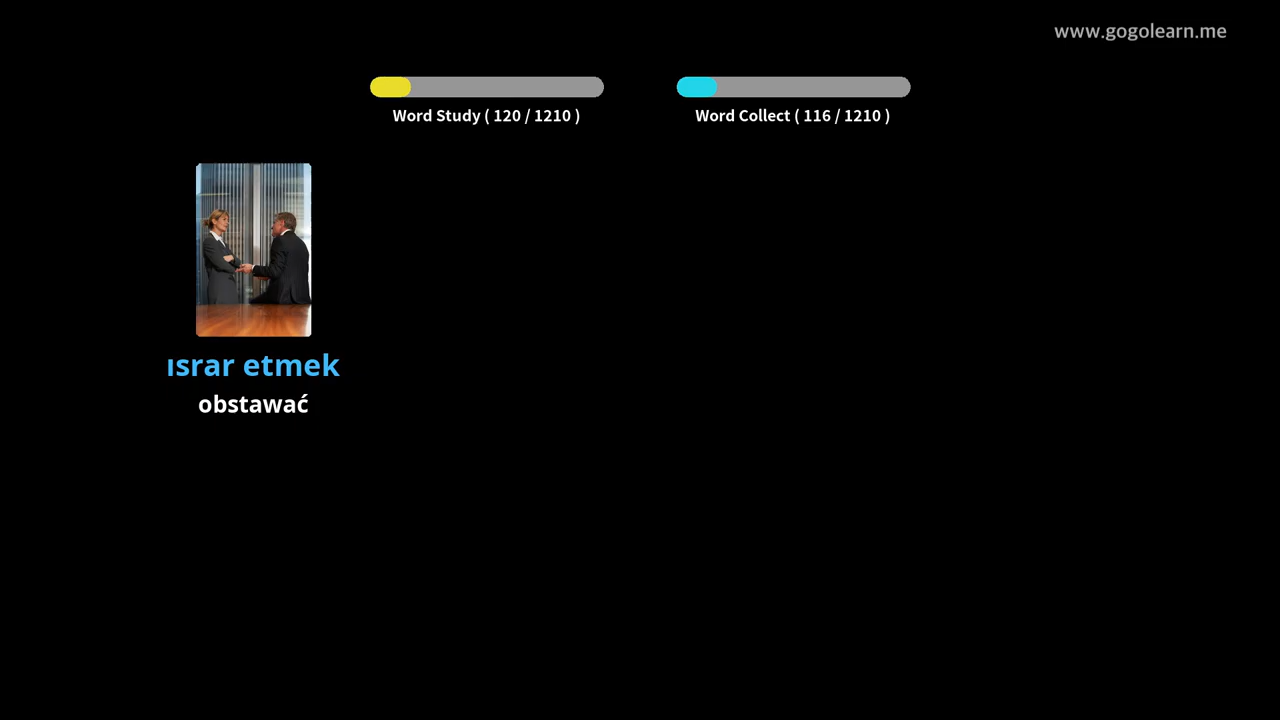 www.gogolearn.me
Word Study ( 120 / 1210 )
Word Collect ( 116 / 1210 )
ısrar etmek
obstawać